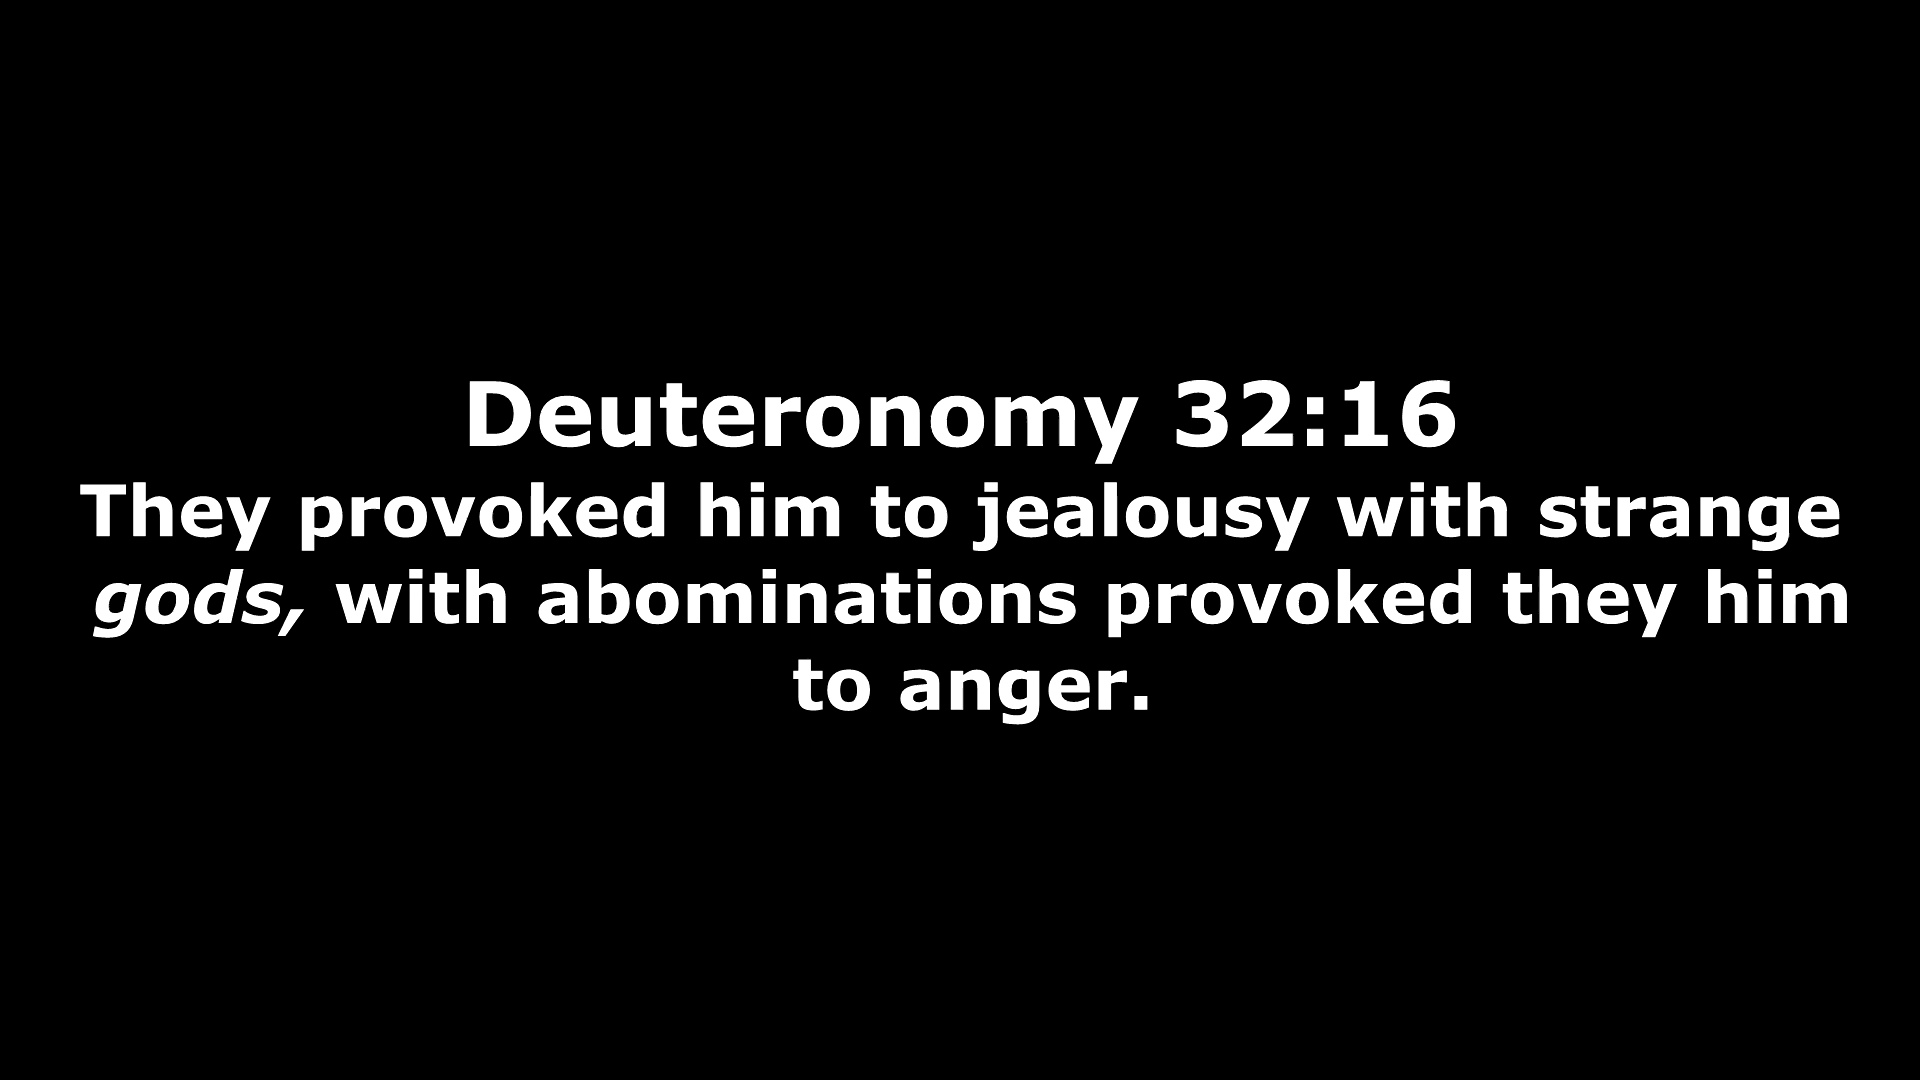 Deuteronomy 32:16
They provoked him to jealousy with strange
gods, with abominations provoked they him
to anger.